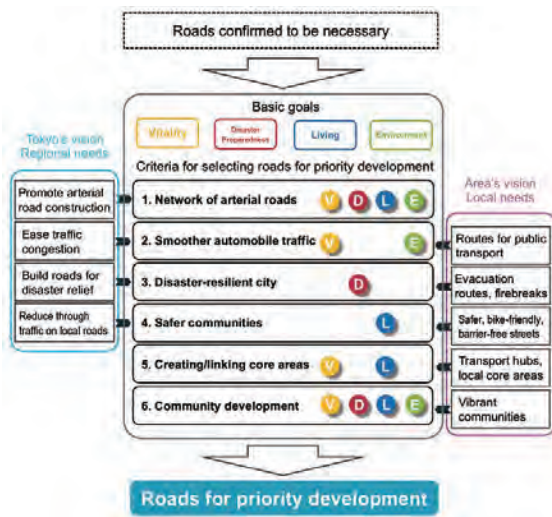 Roads confirmed to be necessary
Basic goals
Vitality
Disaster
Preparedness
Living
Environment
Criteria for selecting roads for priority development
Tokyo's vision
Regional needs
Promote arterial
road construction
Ease traffic
congestion
Build roads for
disaster relief
Reduce through
traffic on local roads
1. Network of arterial roads V D L E
2. Smoother automobile traffic V E
3. Disaster-resilient city D
4. Safer communities L
5. Creating/linking core areas V L
6. Community development V D L E
Area's vision
Local needs
Routes for public
transport
Evacuation
routes, firebreaks
Safer, bike-friendly,
barrier-free streets
Transport hubs,
local core areas
Vibrant
communities
Roads for priority development